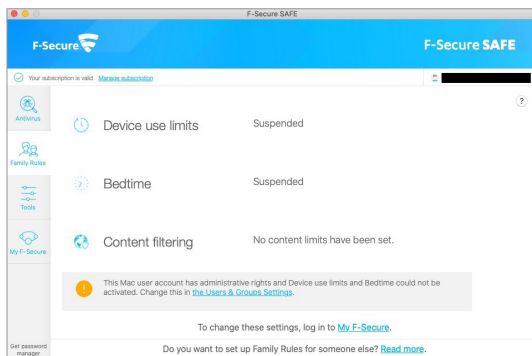 F-Secure SAFE
F-Secure
F-Secure SAFE
Your subscription is valid Manage subscription
?
Antivirus
Family Rules
Tools
My F-Secure
Get password
manager
Device use limits Suspended
Bedtime Suspended
Content filtering No content limits have been set.
! This Mac user account has administrative rights and Device use limits and Bedtime could not be
activated. Change this in the Users & Groups Settings.
To change these settings, log in to My F-Secure.
Do you want to set up Family Rules for someone else? Read more.